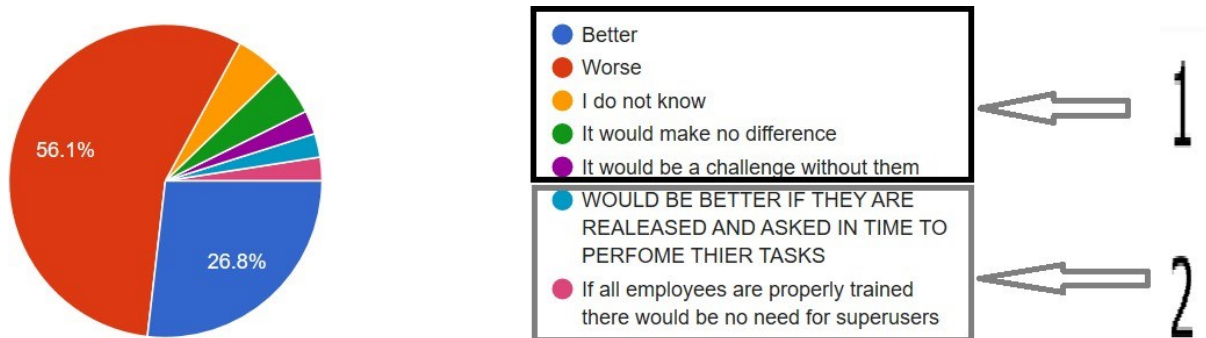 56.1%
26.8%
Better
Worse
I do not know
It would make no difference
It would be a challenge without them
WOULD BE BETTER IF THEY ARE
REALEASED AND ASKED IN TIME TO
PERFOME THIER TASKS
If all employees are properly trained
there would be no need for superusers
1
2